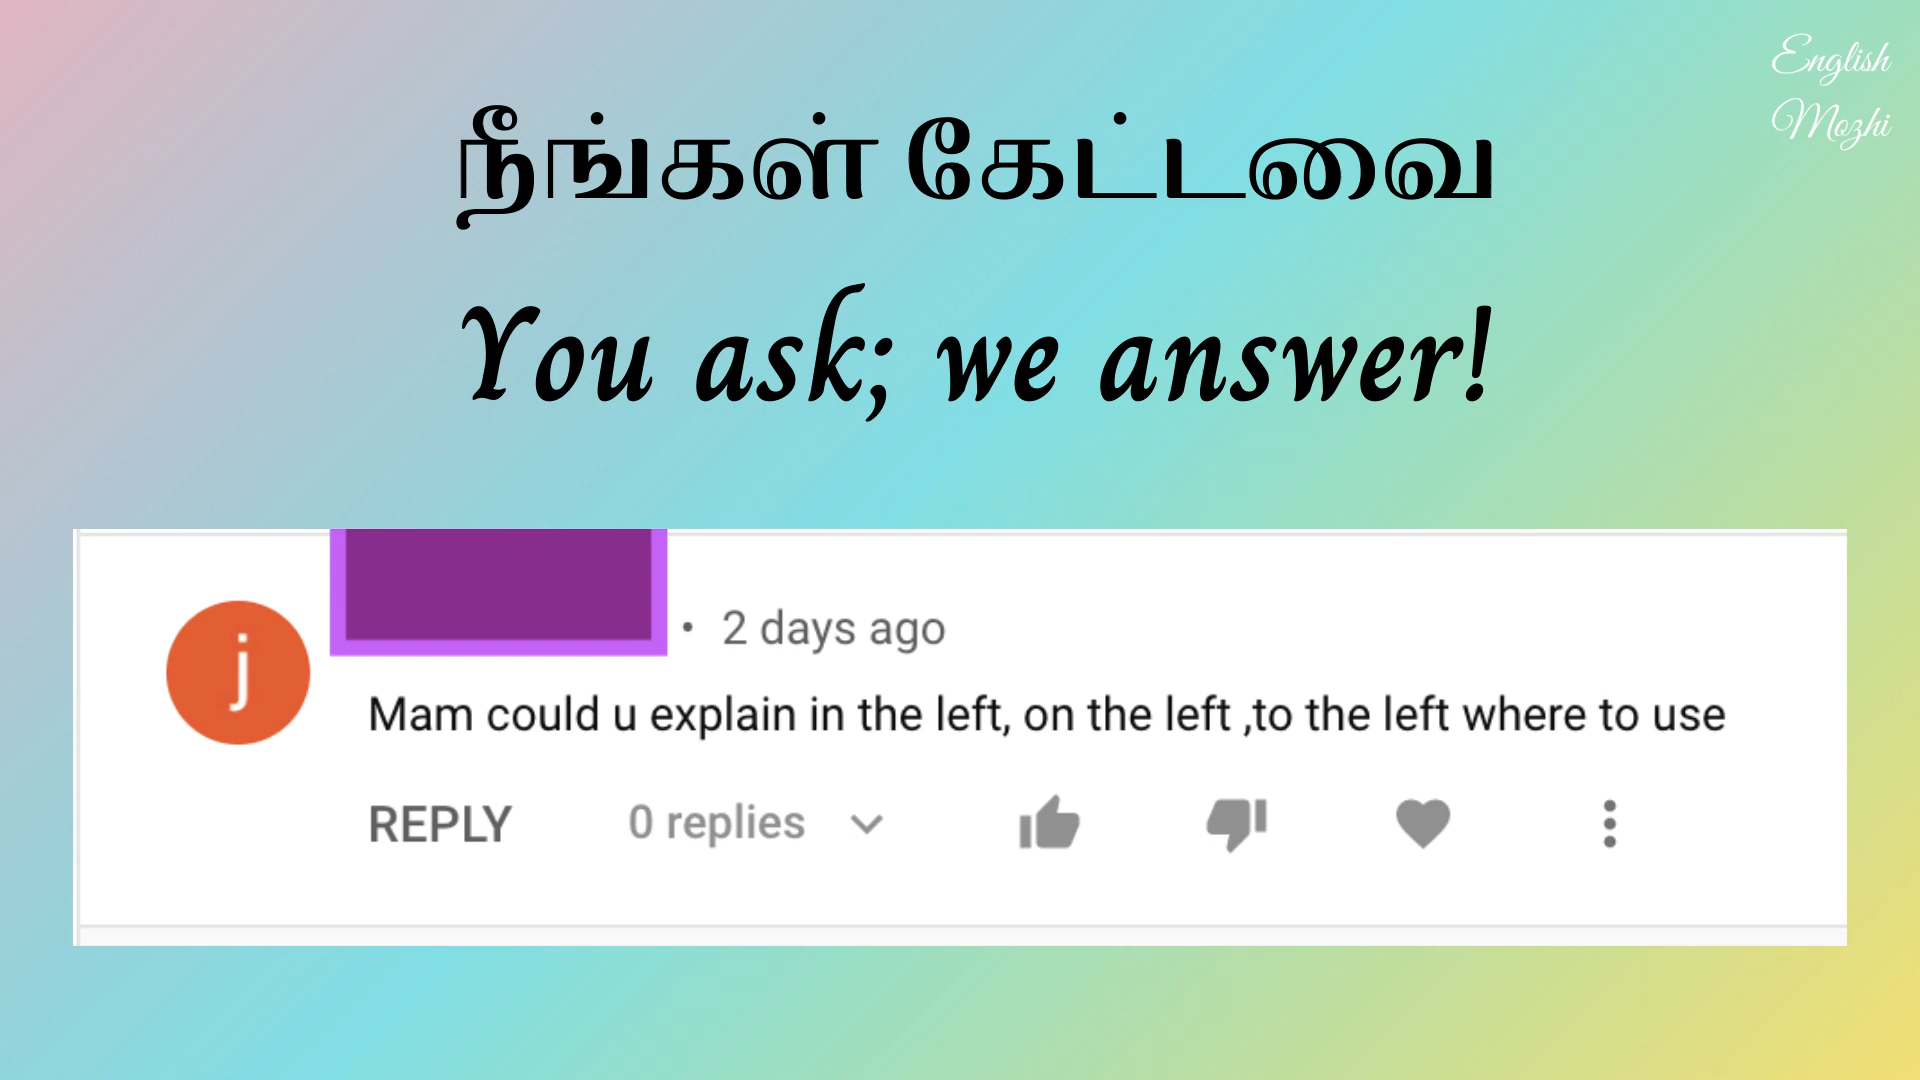 English
Mozhi
நீங்கள் கேட்டவை
You ask; we answer!
j
• 2 days ago
Mam could u explain in the left, on the left ,to the left where to use
REPLY 0 replies